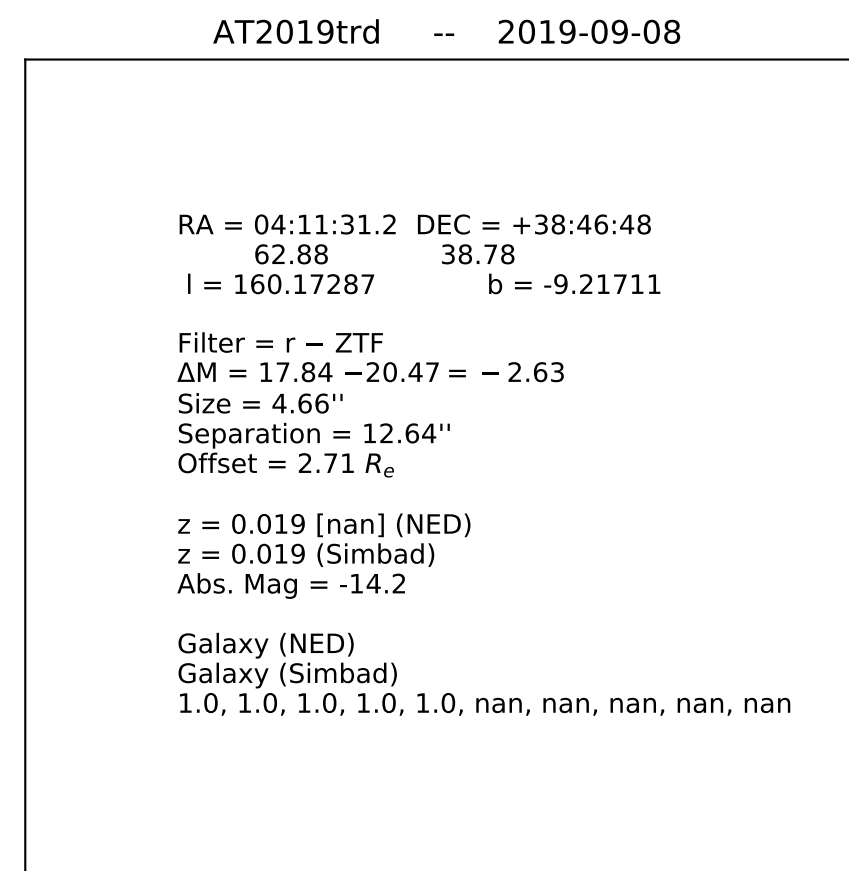 AT2019trd -- 2019-09-08
RA = 04:11:31.2 DEC = +38:46:48
62.88 38.78
l = 160.17287 b = -9.21711
Filter = r − ZTF
ΔM = 17.84 −20.47 = − 2.63
Size = 4.66''
Separation = 12.64''
Offset = 2.71 Rₑ
z = 0.019 [nan] (NED)
z = 0.019 (Simbad)
Abs. Mag = -14.2
Galaxy (NED)
Galaxy (Simbad)
1.0, 1.0, 1.0, 1.0, 1.0, nan, nan, nan, nan, nan